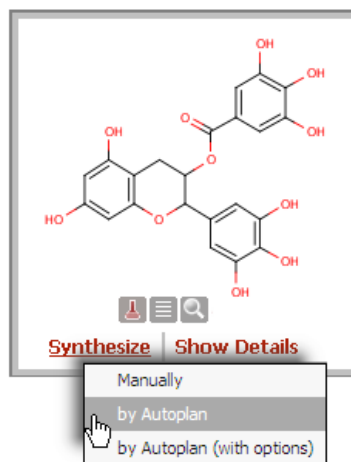 OH
OH
OH
O
OH
O
HO
O
OH
OH
OH
Synthesize Show Details
Manually
by Autoplan
by Autoplan (with options)